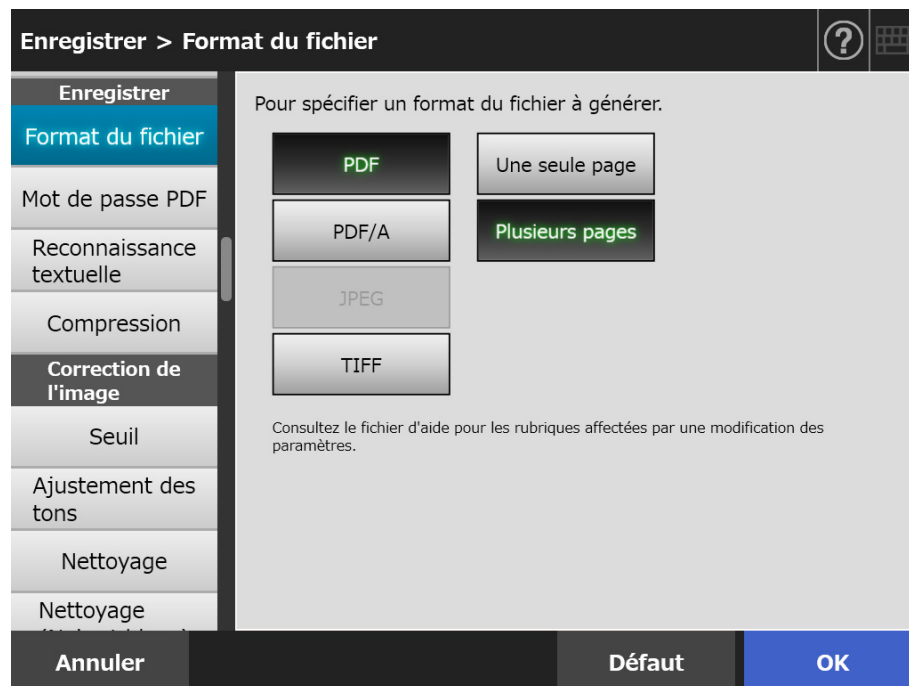 Enregistrer > Format du fichier
?
Enregistrer
Format du fichier
Mot de passe PDF
Reconnaissance
textuelle
Compression
Correction de
l'image
Seuil
Ajustement des
tons
Nettoyage
Nettoyage
Pour spécifier un format du fichier à générer.
PDF
Une seule page
PDF/A
Plusieurs pages
JPEG
TIFF
Consultez le fichier d'aide pour les rubriques affectées par une modification des
paramètres.
Annuler
Défaut
OK